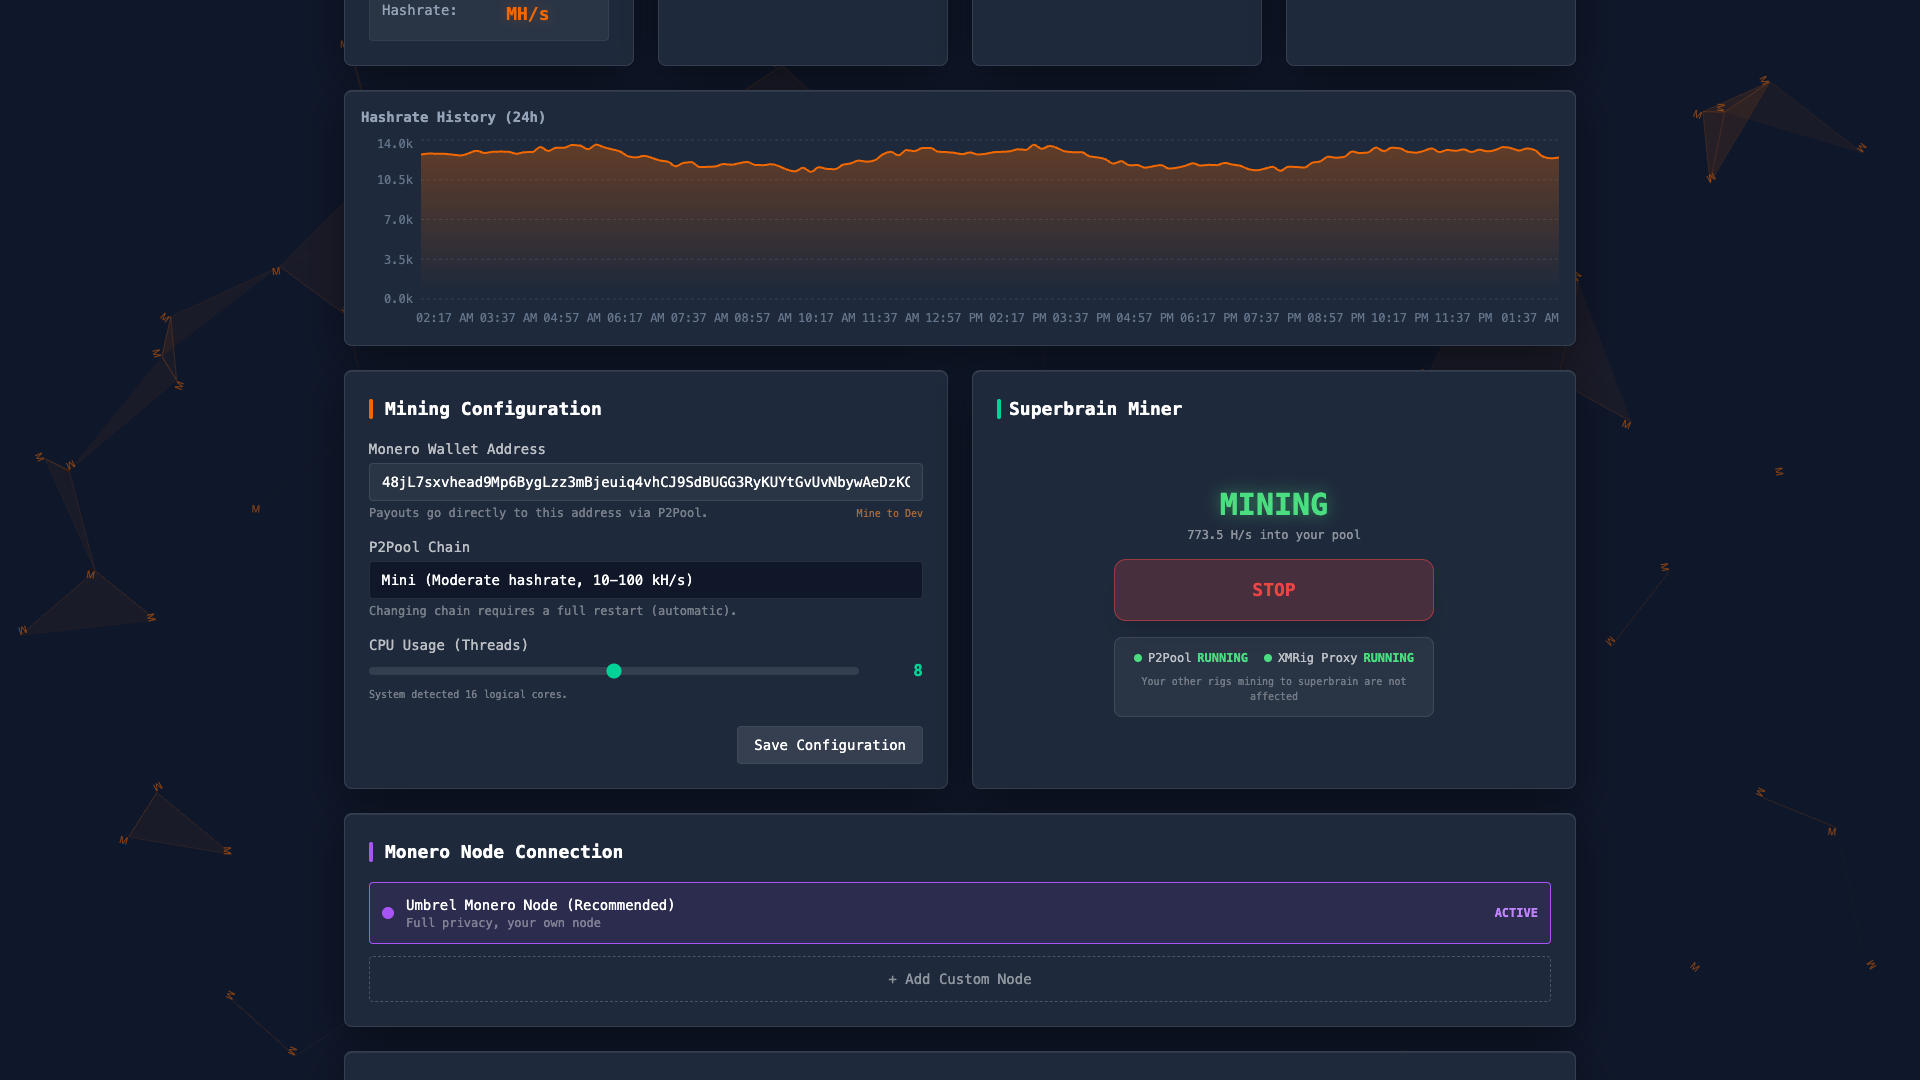 Hashrate:
MH/s
Hashrate History (24h)
14.0k
10.5k
7.0k
3.5k
0.0k
02:17 AM 03:37 AM 04:57 AM 06:17 AM 07:37 AM 08:57 AM 10:17 AM 11:37 AM 12:57 PM 02:17 PM 03:37 PM 04:57 PM 06:17 PM 07:37 PM 08:57 PM 10:17 PM 11:37 PM 01:37 AM
Mining Configuration
Monero Wallet Address
48jL7sxvhead9Mp6BygLzz3mBjeuiq4vhCJ9SdBUGG3RyKUYtGvUvNbywAeDzKC
Payouts go directly to this address via P2Pool.
Mine to Dev
P2Pool Chain
Mini (Moderate hashrate, 10–100 kH/s)
Changing chain requires a full restart (automatic).
CPU Usage (Threads)
8
System detected 16 logical cores.
Save Configuration
Superbrain Miner
MINING
773.5 H/s into your pool
STOP
P2Pool RUNNING XMRig Proxy RUNNING
Your other rigs mining to superbrain are not
affected
Monero Node Connection
Umbrel Monero Node (Recommended)
Full privacy, your own node
ACTIVE
+ Add Custom Node